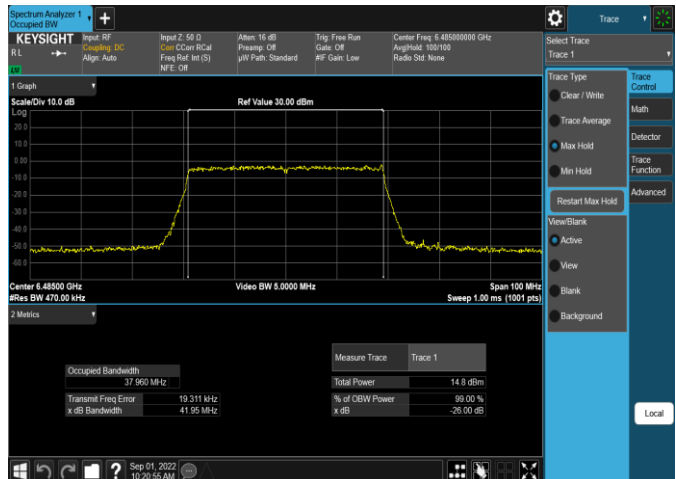 Spectrum Analyzer 1
Occupied BW
Trace
KEYSIGHT
Input: RF
Coupling: DC
Align: Auto
Input Z: 50 Ω
Corr CCorr RCal
Freq Ref: Int (S)
NFE: Off
Atten: 16 dB
Preamp: Off
µW Path: Standard
Trig: Free Run
Gate: Off
#IF Gain: Low
Center Freq: 6.485000000 GHz
Avg|Hold: 100/100
Radio Std: None
RL
LXI
Select Trace
Trace 1
1 Graph
Scale/Div 10.0 dB
Ref Value 30.00 dBm
Log
20.0
10.0
0.00
-10.0
-20.0
-30.0
-40.0
-50.0
-60.0
Center 6.48500 GHz
#Res BW 470.00 kHz
Video BW 5.0000 MHz
Span 100 MHz
Sweep 1.00 ms (1001 pts)
2 Metrics
Occupied Bandwidth
37.960 MHz
Transmit Freq Error 19.311 kHz
x dB Bandwidth 41.95 MHz
Measure Trace Trace 1
Total Power 14.8 dBm
% of OBW Power 99.00 %
x dB -26.00 dB
Trace Type
Clear / Write
Trace Average
Max Hold
Min Hold
Restart Max Hold
View/Blank
Active
View
Blank
Background
Trace
Control
Math
Detector
Trace
Function
Advanced
Local
Sep 01, 2022
10:20:55 AM